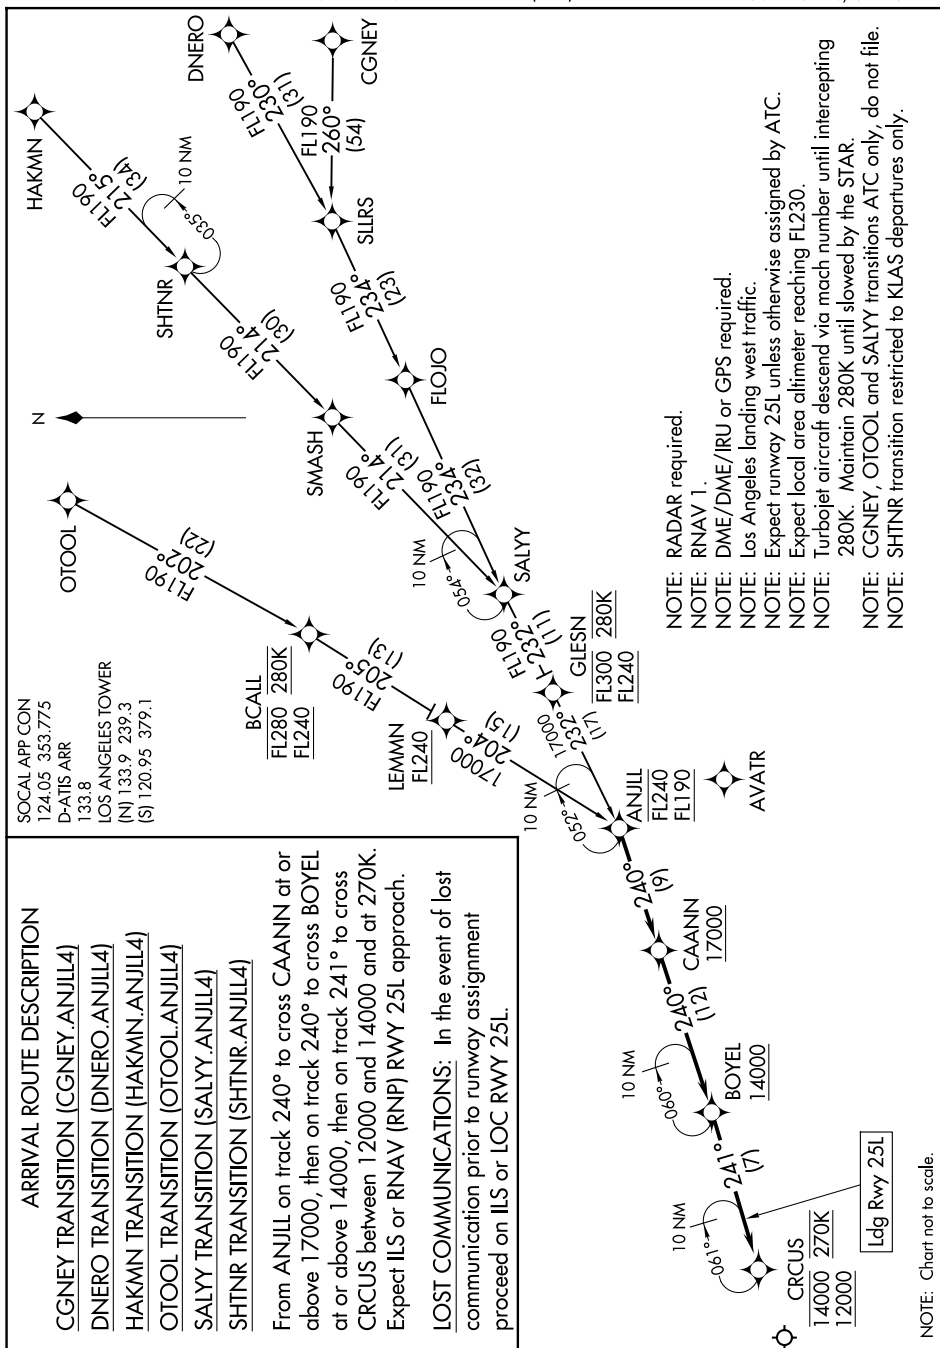 ARRIVAL ROUTE DESCRIPTION
CGNEY TRANSITION (CGNEY.ANJLL4)
DNERO TRANSITION (DNERO.ANJLL4)
HAKMN TRANSITION (HAKMN.ANJLL4)
OTOOL TRANSITION (OTOOL.ANJLL4)
SALYY TRANSITION (SALYY.ANJLL4)
SHTNR TRANSITION (SHTNR.ANJLL4)
From ANJLL on track 240° to cross CAANN at or
above 17000, then on track 240° to cross BOYEL
at or above 14000, then on track 241° to cross
CRCUS between 12000 and 14000 and at 270K.
Expect ILS or RNAV (RNP) RWY 25L approach.
LOST COMMUNICATIONS: In the event of lost
communication prior to runway assignment
proceed on ILS or LOC RWY 25L.
SOCAL APP CON
124.05 353.775
D-ATIS ARR
133.8
LOS ANGELES TOWER
(N) 133.9 239.3
(S) 120.95 379.1
N
OTOOL
FL190
202°
(22)
BCALL
FL280 280K
FL240
FL190
205°
(13)
LEMMN
FL240
17000
204°
(15)
HAKMN
FL190
215°
(34)
10 NM
035°
SHTNR
FL190
214°
(30)
SMASH
FL190
214°
(31)
DNERO
FL190
230°
(31)
CGNEY
FL190
260°
(54)
SLLRS
FL190
234°
(23)
FLOJO
FL190
234°
(32)
10 NM
054°
SALYY
FL190
232°
(11)
GLESN
FL300 280K
FL240
17000
232°
(17)
10 NM
052°
ANJLL
FL240
FL190
AVATR
240°
(9)
CAANN
17000
240°
(12)
10 NM
060°
BOYEL
14000
241°
(7)
10 NM
061°
CRCUS
14000 270K
12000
Ldg Rwy 25L
NOTE: RADAR required.
NOTE: RNAV 1.
NOTE: DME/DME/IRU or GPS required.
NOTE: Los Angeles landing west traffic.
NOTE: Expect runway 25L unless otherwise assigned by ATC.
NOTE: Expect local area altimeter reaching FL230.
NOTE: Turbojet aircraft descend via mach number until intercepting
280K. Maintain 280K until slowed by the STAR.
NOTE: CGNEY, OTOOL and SALYY transitions ATC only, do not file.
NOTE: SHTNR transition restricted to KLAS departures only.
NOTE: Chart not to scale.